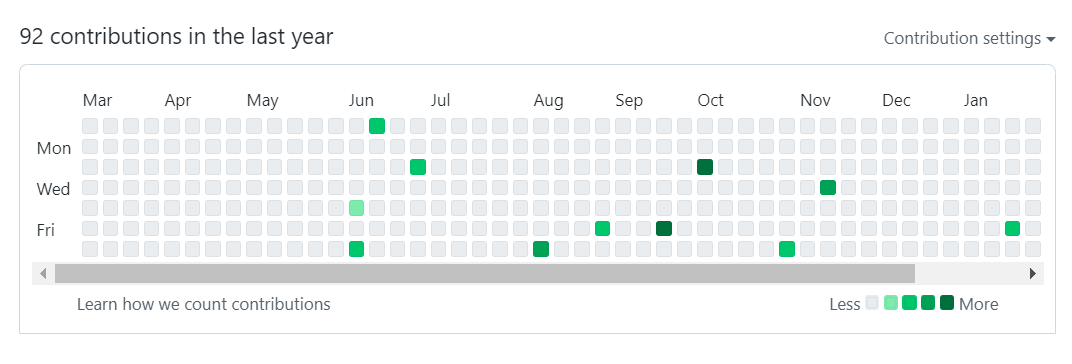 92 contributions in the last year
Contribution settings
Mar Apr May Jun Jul Aug Sep Oct Nov Dec Jan
Mon
Wed
Fri
Learn how we count contributions
Less More